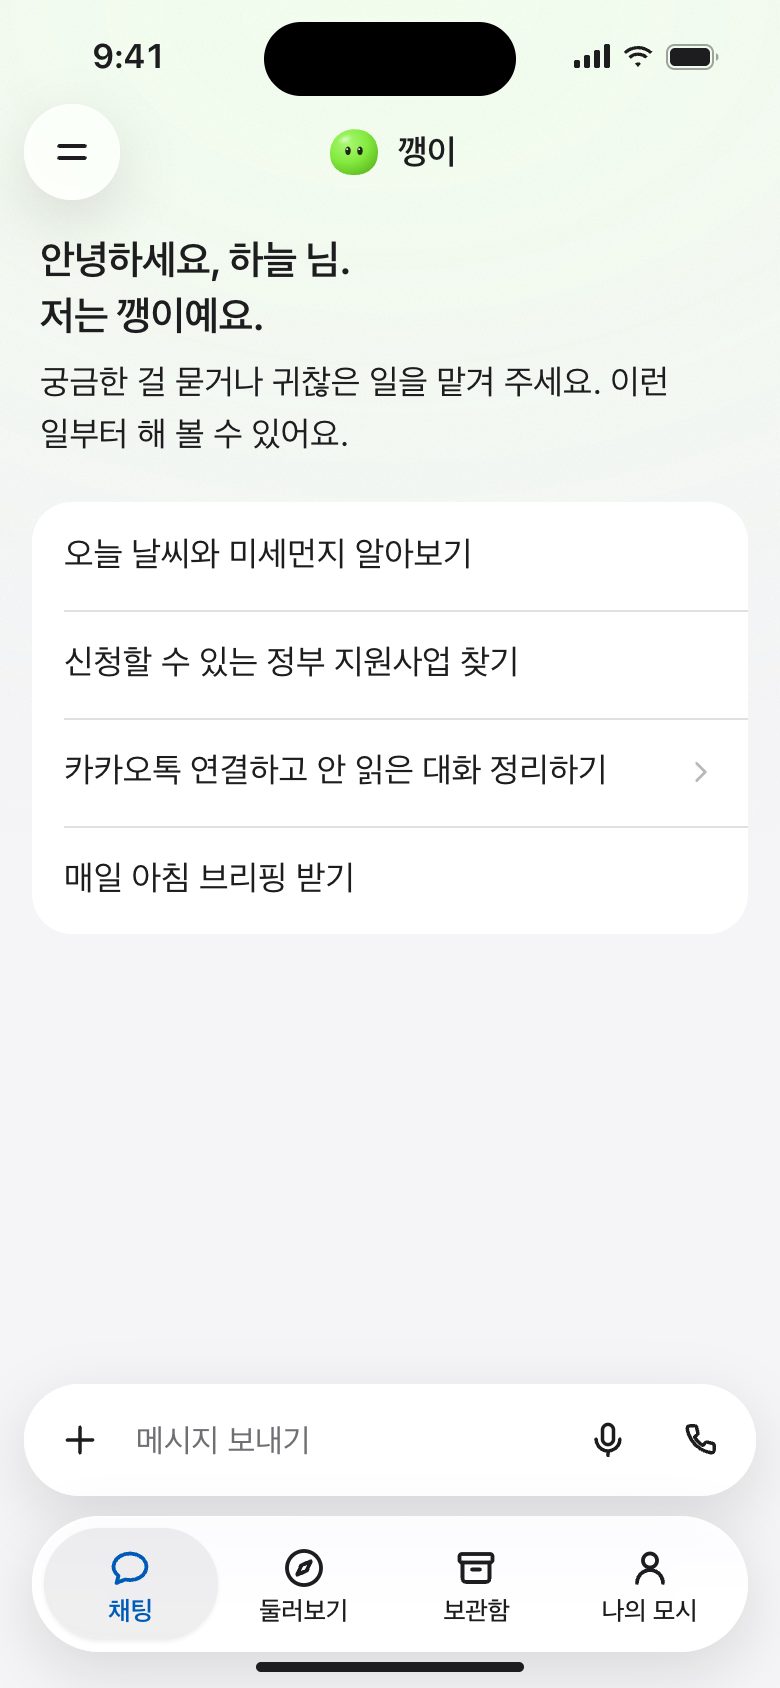 9:41
깽이
안녕하세요, 하늘 님.
저는 깽이예요.
궁금한 걸 묻거나 귀찮은 일을 맡겨 주세요. 이런
일부터 해 볼 수 있어요.
오늘 날씨와 미세먼지 알아보기
신청할 수 있는 정부 지원사업 찾기
카카오톡 연결하고 안 읽은 대화 정리하기
매일 아침 브리핑 받기
메시지 보내기
채팅
둘러보기
보관함
나의 모시